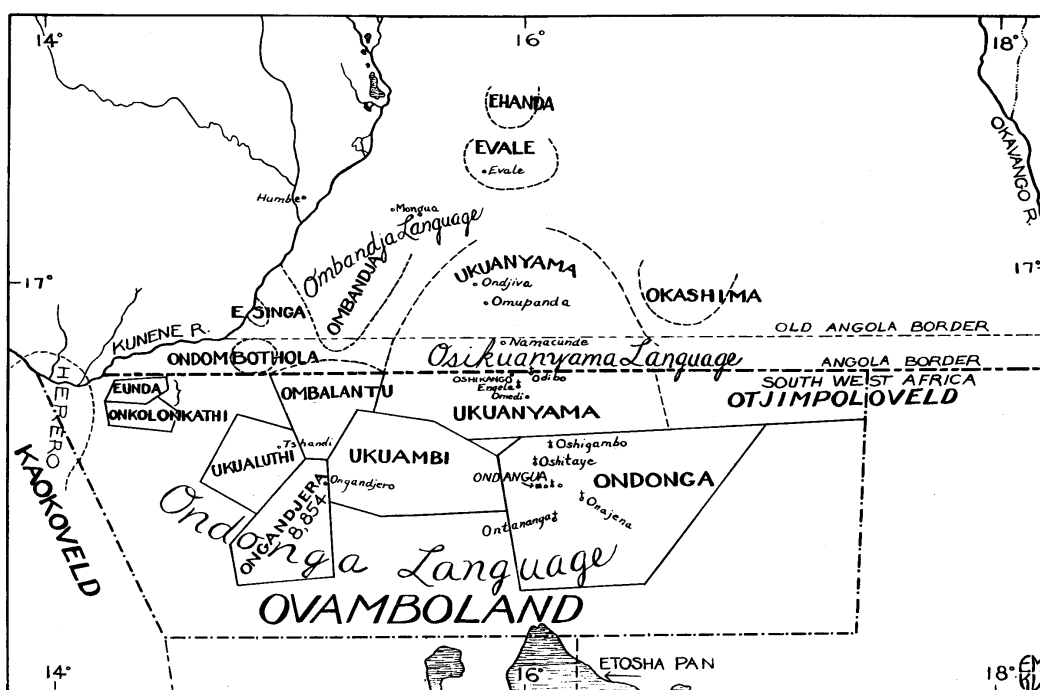 14°
16°
18°
EHANDA
EVALE
Evale
OKAVANGO R.
Humbe
Mongua
Ombandja Language
OMBANDJA
17°
17°
UKUANYAMA
Ondjiva
Omupanda
OKASHIMA
E.SINGA
KUNENE R.
OLD ANGOLA BORDER
ONDOMBOTHOLA
Namacunde
Osikuanyama Language
ANGOLA BORDER
HERERO
EUNDA
OMBALANTU
OSHIKANGO
Odibo
Engela
Omedi
SOUTH WEST AFRICA
OTJIMPOLOVELD
ONKOLONKATHI
UKUANYAMA
KAOKOVELD
Tshandi
UKUALUTHI
UKUAMBI
Oshigambo
Oshitaye
ONDANGUA
ONDONGA
ONGANDJERA
8,854
Ongandjero
Onajena
Ontananga
Ondonga Language
OVAMBOLAND
14°
16°
ETOSHA PAN
18°